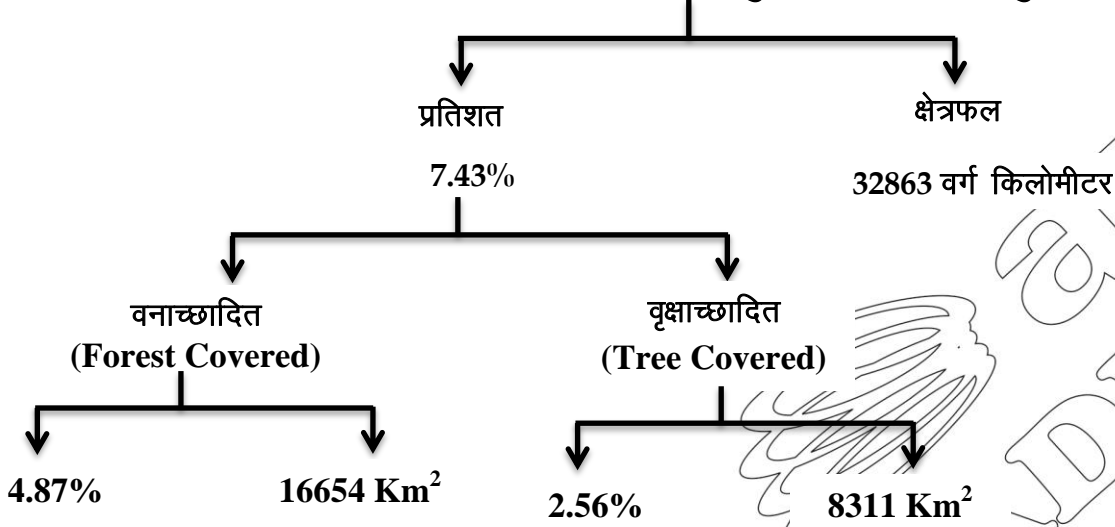 प्रतिशत
क्षेत्रफल
7.43%
32863 वर्ग किलोमीटर
वनाच्छादित
(Forest Covered)
वृक्षाच्छादित
(Tree Covered)
4.87%
16654 Km²
2.56%
8311 Km²